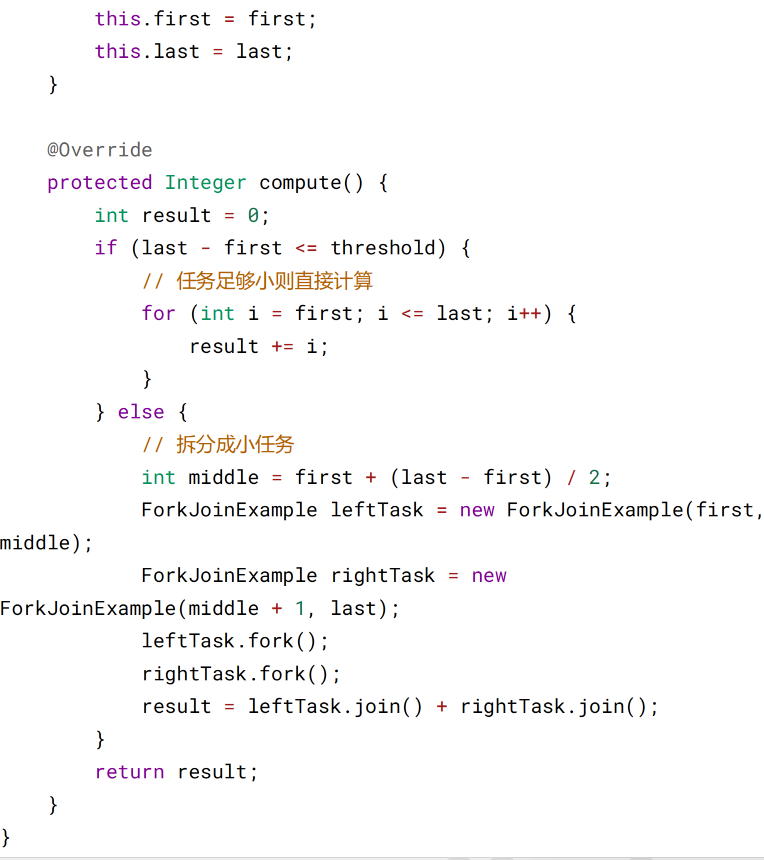 this.first = first;
        this.last = last;
    }

    @Override
    protected Integer compute() {
        int result = 0;
        if (last - first <= threshold) {
            // 任务足够小则直接计算
            for (int i = first; i <= last; i++) {
                result += i;
            }
        } else {
            // 拆分成小任务
            int middle = first + (last - first) / 2;
            ForkJoinExample leftTask = new ForkJoinExample(first,
middle);
            ForkJoinExample rightTask = new
ForkJoinExample(middle + 1, last);
            leftTask.fork();
            rightTask.fork();
            result = leftTask.join() + rightTask.join();
        }
        return result;
    }
}